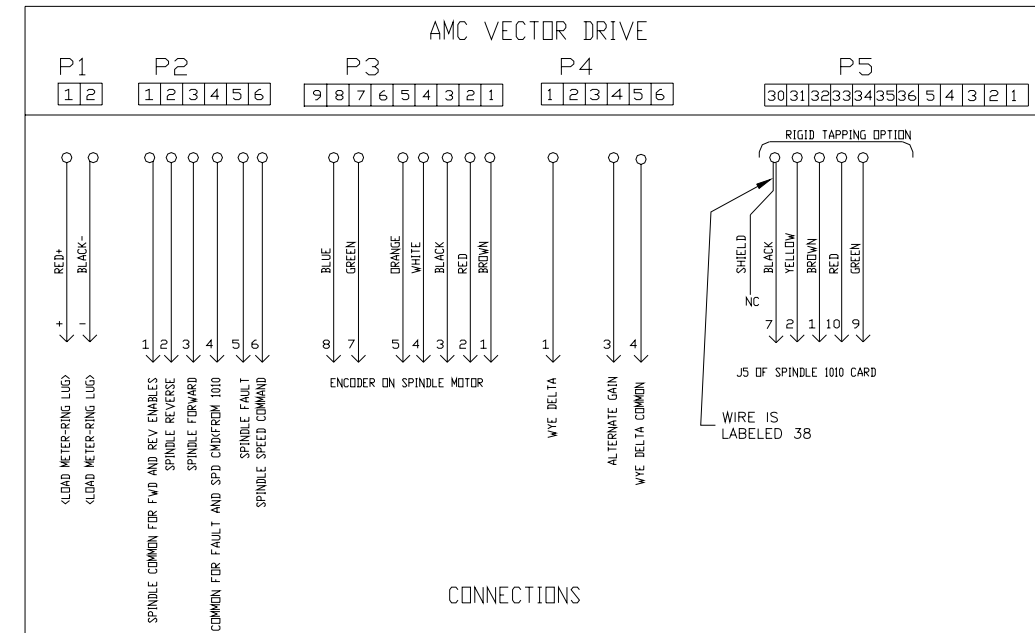 AMC VECTOR DRIVE
P1
P2
P3
P4
P5
1 2
1 2 3 4 5 6
9 8 7 6 5 4 3 2 1
1 2 3 4 5 6
30 31 32 33 34 35 36 5 4 3 2 1
RIGID TAPPING OPTION
RED+
BLACK-
BLUE
GREEN
ORANGE
WHITE
BLACK
RED
BROWN
SHIELD
BLACK
YELLOW
BROWN
RED
GREEN
NC
+
-
1
2
3
4
5
6
8
7
5
4
3
2
1
1
3
4
7
2
1
10
9
<LOAD METER-RING LUG>
<LOAD METER-RING LUG>
SPINDLE COMMON FOR FWD AND REV ENABLES
SPINDLE REVERSE
SPINDLE FORWARD
COMMON FOR FAULT AND SPD CMD<FROM 1010
SPINDLE FAULT
SPINDLE SPEED COMMAND
ENCODER ON SPINDLE MOTOR
WYE DELTA
ALTERNATE GAIN
WYE DELTA COMMON
J5 OF SPINDLE 1010 CARD
WIRE IS
LABELED 38
CONNECTIONS